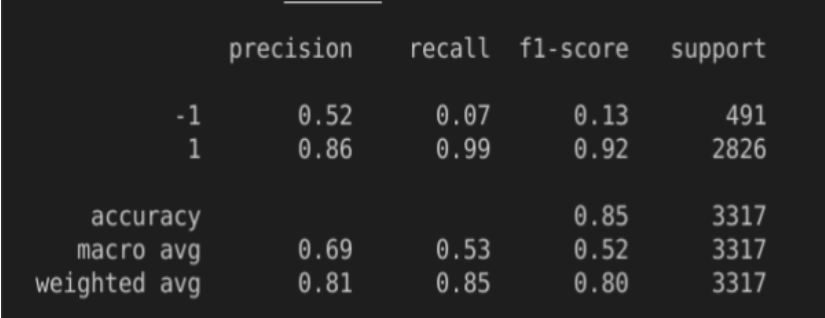 precision recall f1-score support
-1 0.52 0.07 0.13 491
1 0.86 0.99 0.92 2826
accuracy 0.85 3317
macro avg 0.69 0.53 0.52 3317
weighted avg 0.81 0.85 0.80 3317